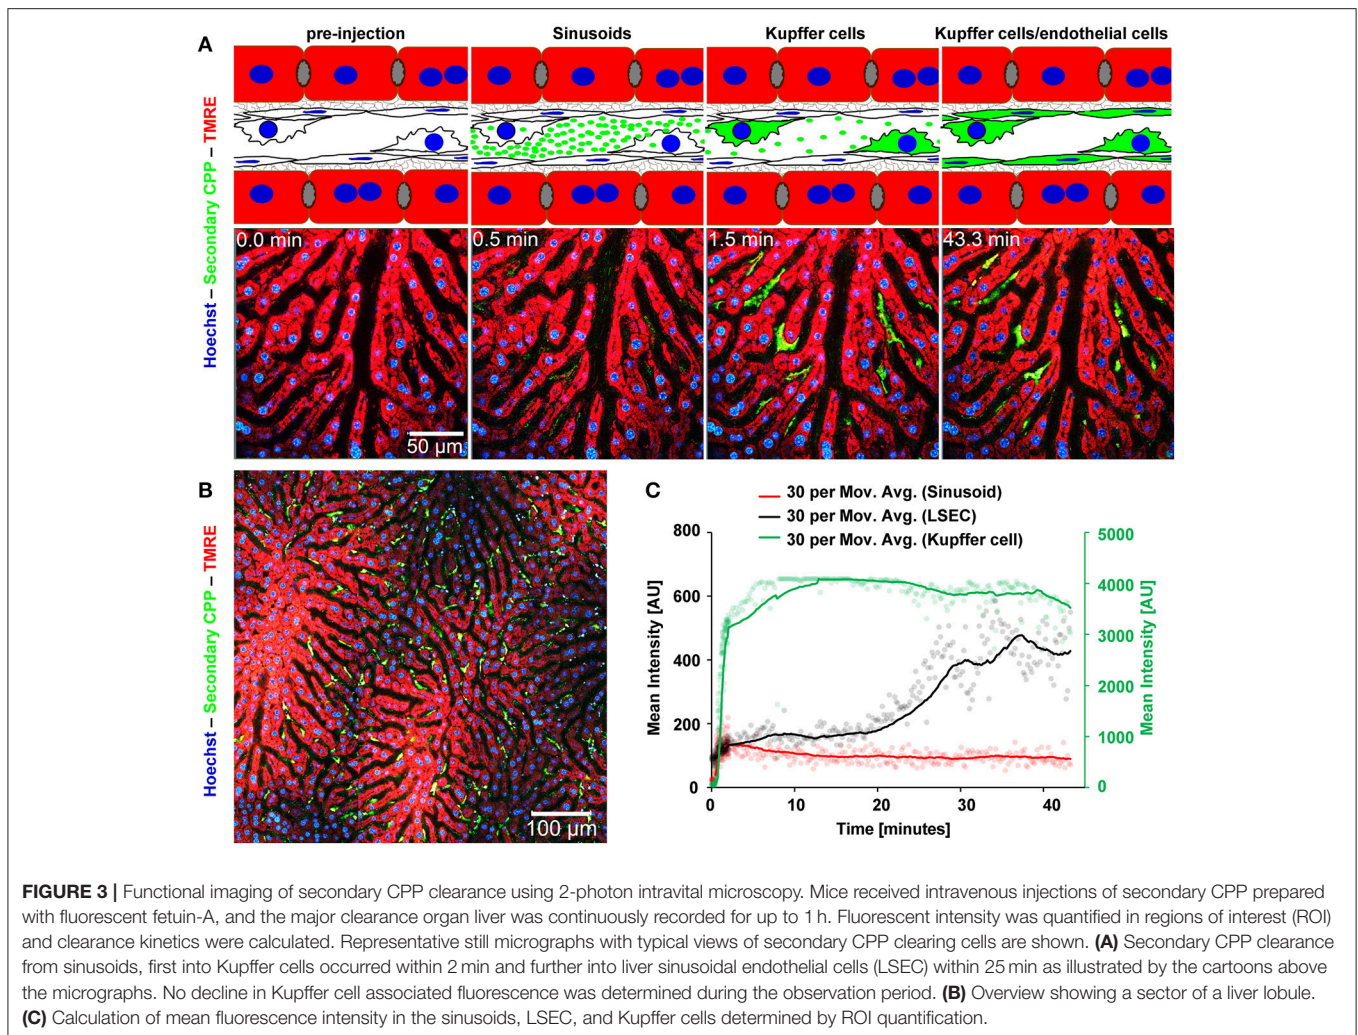 A
pre-injection
Sinusoids
Kupffer cells
Kupffer cells/endothelial cells
Hoechst – Secondary CPP – TMRE
0.0 min
0.5 min
1.5 min
43.3 min
50 µm
B
Hoechst – Secondary CPP – TMRE
100 µm
C
30 per Mov. Avg. (Sinusoid)
30 per Mov. Avg. (LSEC)
30 per Mov. Avg. (Kupffer cell)
Mean Intensity [AU]
800
600
400
200
0
5000
4000
3000
2000
1000
0
Mean Intensity [AU]
0
10
20
30
40
Time [minutes]
FIGURE 3 | Functional imaging of secondary CPP clearance using 2-photon intravital microscopy. Mice received intravenous injections of secondary CPP prepared
with fluorescent fetuin-A, and the major clearance organ liver was continuously recorded for up to 1 h. Fluorescent intensity was quantified in regions of interest (ROI)
and clearance kinetics were calculated. Representative still micrographs with typical views of secondary CPP clearing cells are shown. (A) Secondary CPP clearance
from sinusoids, first into Kupffer cells occurred within 2 min and further into liver sinusoidal endothelial cells (LSEC) within 25 min as illustrated by the cartoons above
the micrographs. No decline in Kupffer cell associated fluorescence was determined during the observation period. (B) Overview showing a sector of a liver lobule.
(C) Calculation of mean fluorescence intensity in the sinusoids, LSEC, and Kupffer cells determined by ROI quantification.